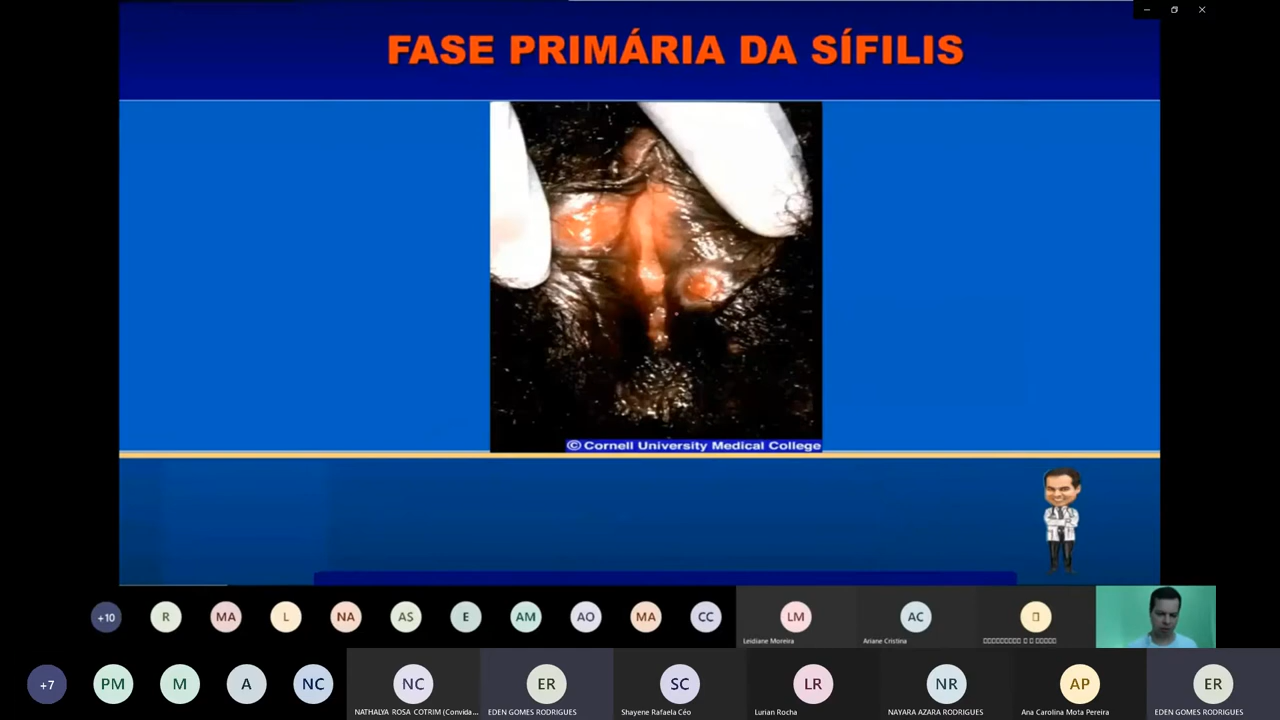 FASE PRIMÁRIA DA SÍFILIS
© Cornell University Medical College
+10
R
MA
L
NA
AS
E
AM
AO
MA
CC
LM
AC
Leidiane Moreira
Ariane Cristina
+7
PM
M
A
NC
NC
ER
SC
LR
NR
AP
ER
NATHALYA ROSA COTRIM (Convida...
EDEN GOMES RODRIGUES
Shayene Rafaela Céo
Lurian Rocha
NAYARA AZARA RODRIGUES
Ana Carolina Mota Pereira
EDEN GOMES RODRIGUES